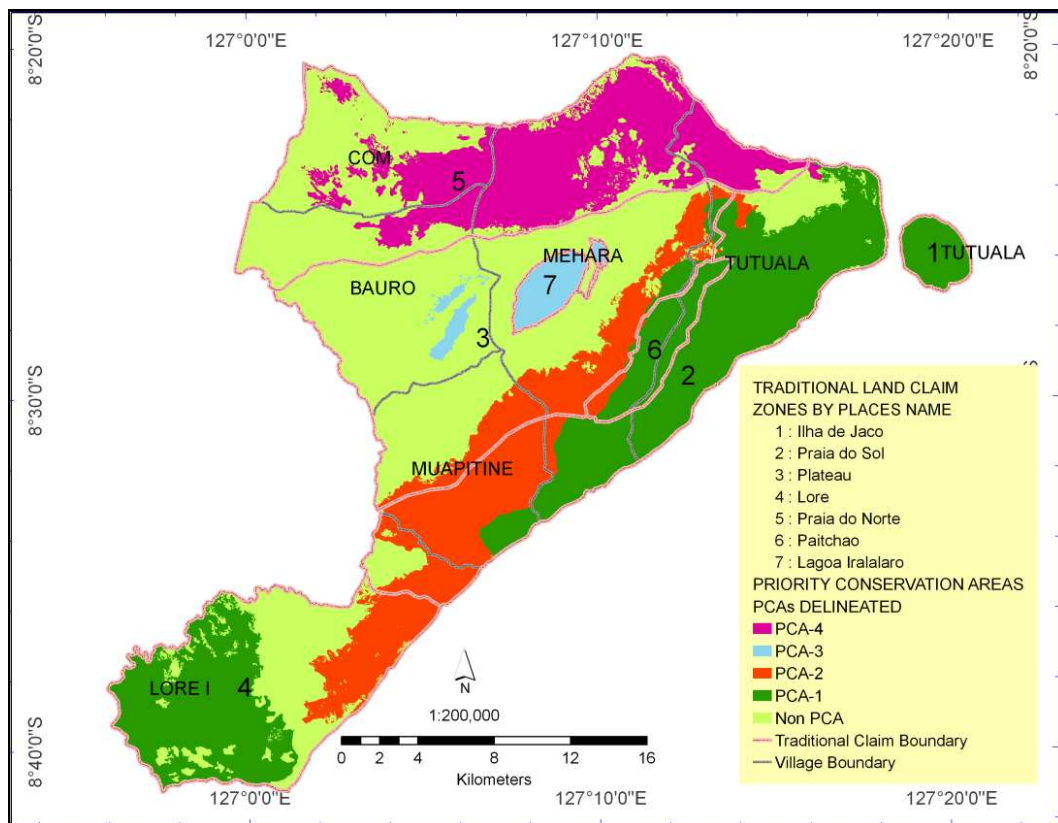 127°0'0"E
127°10'0"E
127°20'0"E
8°20'0"S
8°20'0"S
COM
5
MEHARA
TUTUALA
1 TUTUALA
BAURO
7
3
6
2
8°30'0"S
MUAPITINE
LORE I
4
N
1:200,000
0 2 4 8 12 16
Kilometers
8°40'0"S
127°0'0"E
127°10'0"E
127°20'0"E
TRADITIONAL LAND CLAIM
ZONES BY PLACES NAME
1 : Ilha de Jaco
2 : Praia do Sol
3 : Plateau
4 : Lore
5 : Praia do Norte
6 : Paitchao
7 : Lagoa Iralalaro
PRIORITY CONSERVATION AREAS
PCAs DELINEATED
PCA-4
PCA-3
PCA-2
PCA-1
Non PCA
Traditional Claim Boundary
Village Boundary